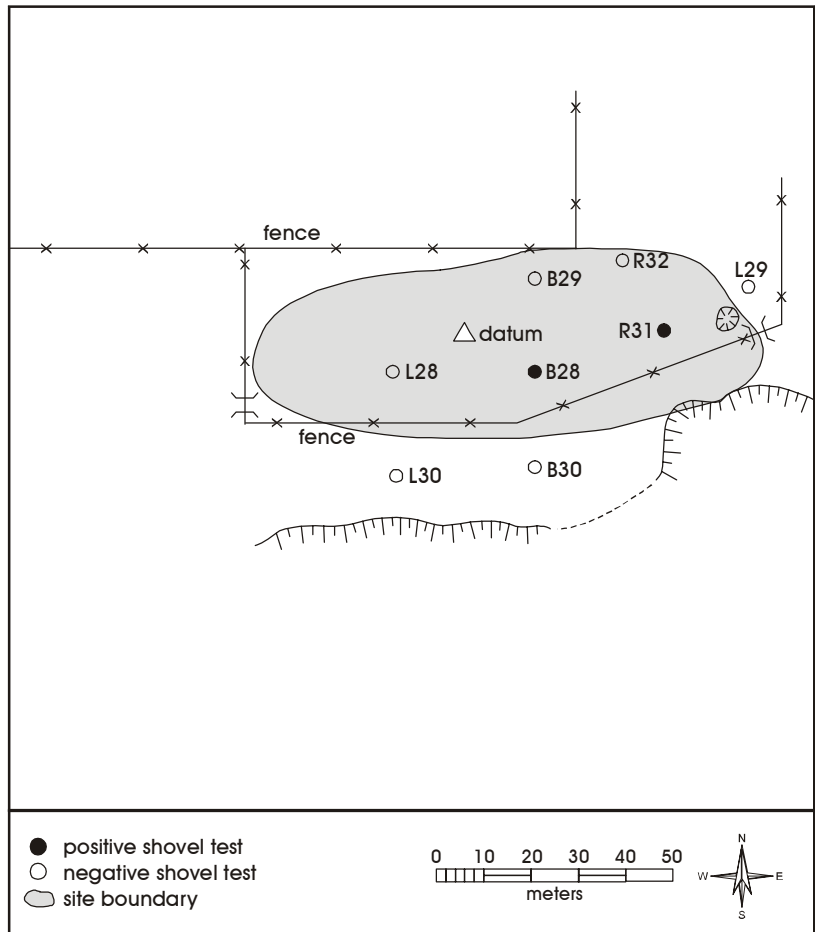 fence
L29
R32
B29
R31
datum
L28
B28
fence
L30
B30
positive shovel test
negative shovel test
site boundary
0 10 20 30 40 50
meters
N
W E
S